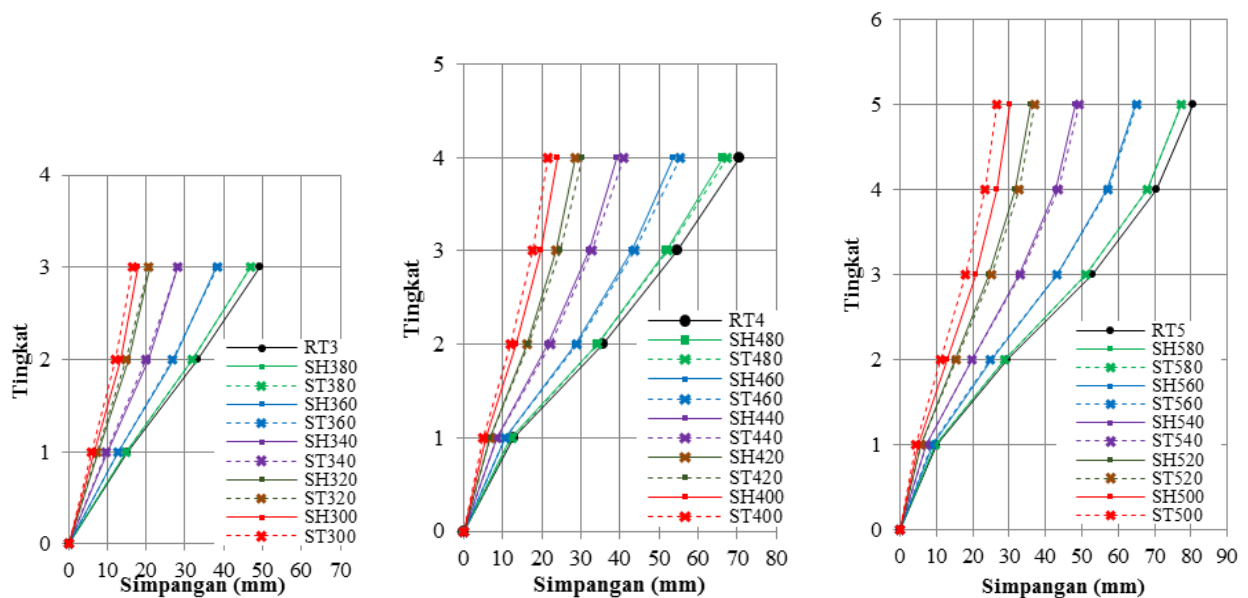 4
3
2
1
0
Tingkat
RT3
SH380
ST380
SH360
ST360
SH340
ST340
SH320
ST320
SH300
ST300
0 10 20 30 40 50 60 70
Simpangan (mm)
5
4
3
2
1
0
Tingkat
RT4
SH480
ST480
SH460
ST460
SH440
ST440
SH420
ST420
SH400
ST400
0 10 20 30 40 50 60 70 80
Simpangan (mm)
6
5
4
3
2
1
0
Tingkat
RT5
SH580
ST580
SH560
ST560
SH540
ST540
SH520
ST520
SH500
ST500
0 10 20 30 40 50 60 70 80 90
Simpangan (mm)